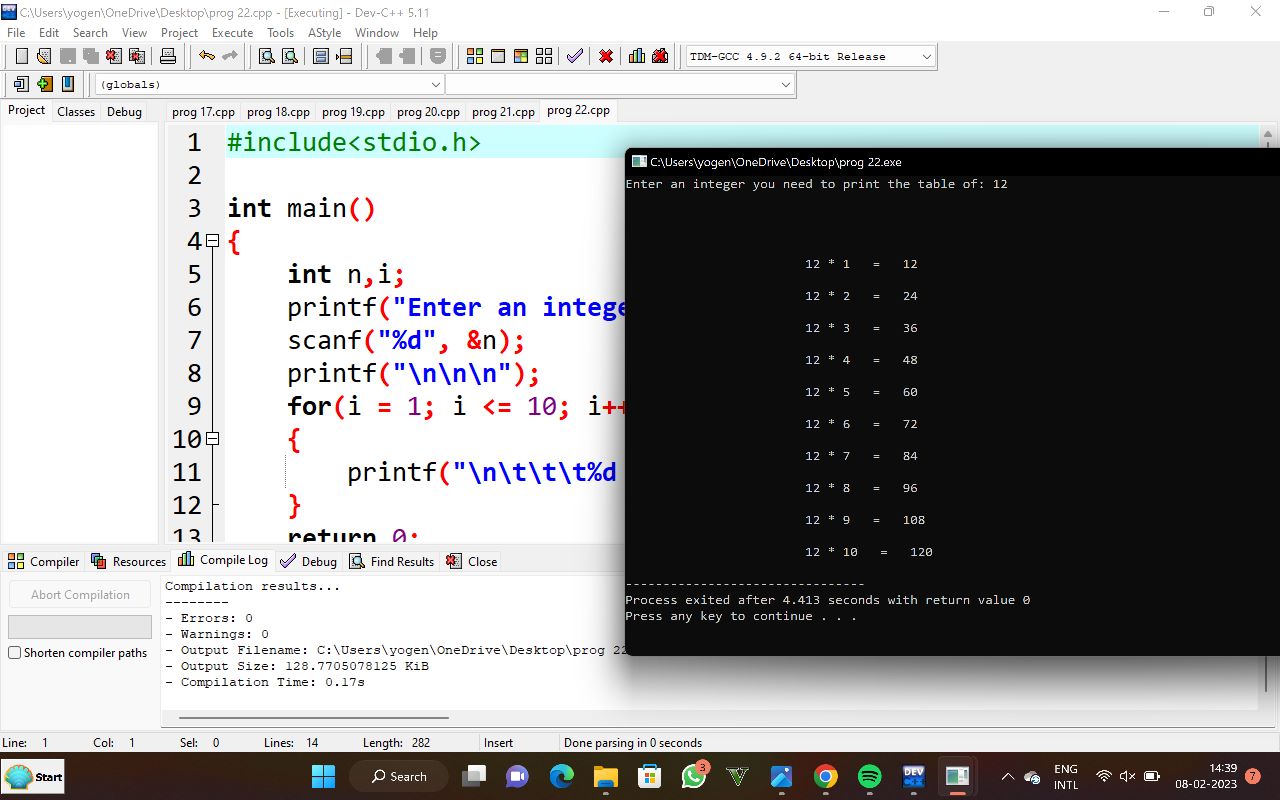 C:\Users\yogen\OneDrive\Desktop\prog 22.cpp - [Executing] - Dev-C++ 5.11
File Edit Search View Project Execute Tools AStyle Window Help
TDM-GCC 4.9.2 64-bit Release
(globals)
Project Classes Debug prog 17.cpp prog 18.cpp prog 19.cpp prog 20.cpp prog 21.cpp prog 22.cpp
1 #include<stdio.h>
2
3 int main()
4 {
5 int n,i;
6 printf("Enter an intege
7 scanf("%d", &n);
8 printf("\n\n\n");
9 for(i = 1; i <= 10; i++
10 {
11 printf("\n\t\t\t%d
12 }
13 return 0;
C:\Users\yogen\OneDrive\Desktop\prog 22.exe
Enter an integer you need to print the table of: 12
12 * 1 = 12
12 * 2 = 24
12 * 3 = 36
12 * 4 = 48
12 * 5 = 60
12 * 6 = 72
12 * 7 = 84
12 * 8 = 96
12 * 9 = 108
12 * 10 = 120
--------------------------------
Process exited after 4.413 seconds with return value 0
Press any key to continue . . .
Compiler Resources Compile Log Debug Find Results Close
Abort Compilation
Shorten compiler paths
Compilation results...
--------
- Errors: 0
- Warnings: 0
- Output Filename: C:\Users\yogen\OneDrive\Desktop\prog 22
- Output Size: 128.7705078125 KiB
- Compilation Time: 0.17s
Line: 1 Col: 1 Sel: 0 Lines: 14 Length: 282 Insert Done parsing in 0 seconds
Start Search 3 DEV C++ ENG INTL 14:39 08-02-2023 7